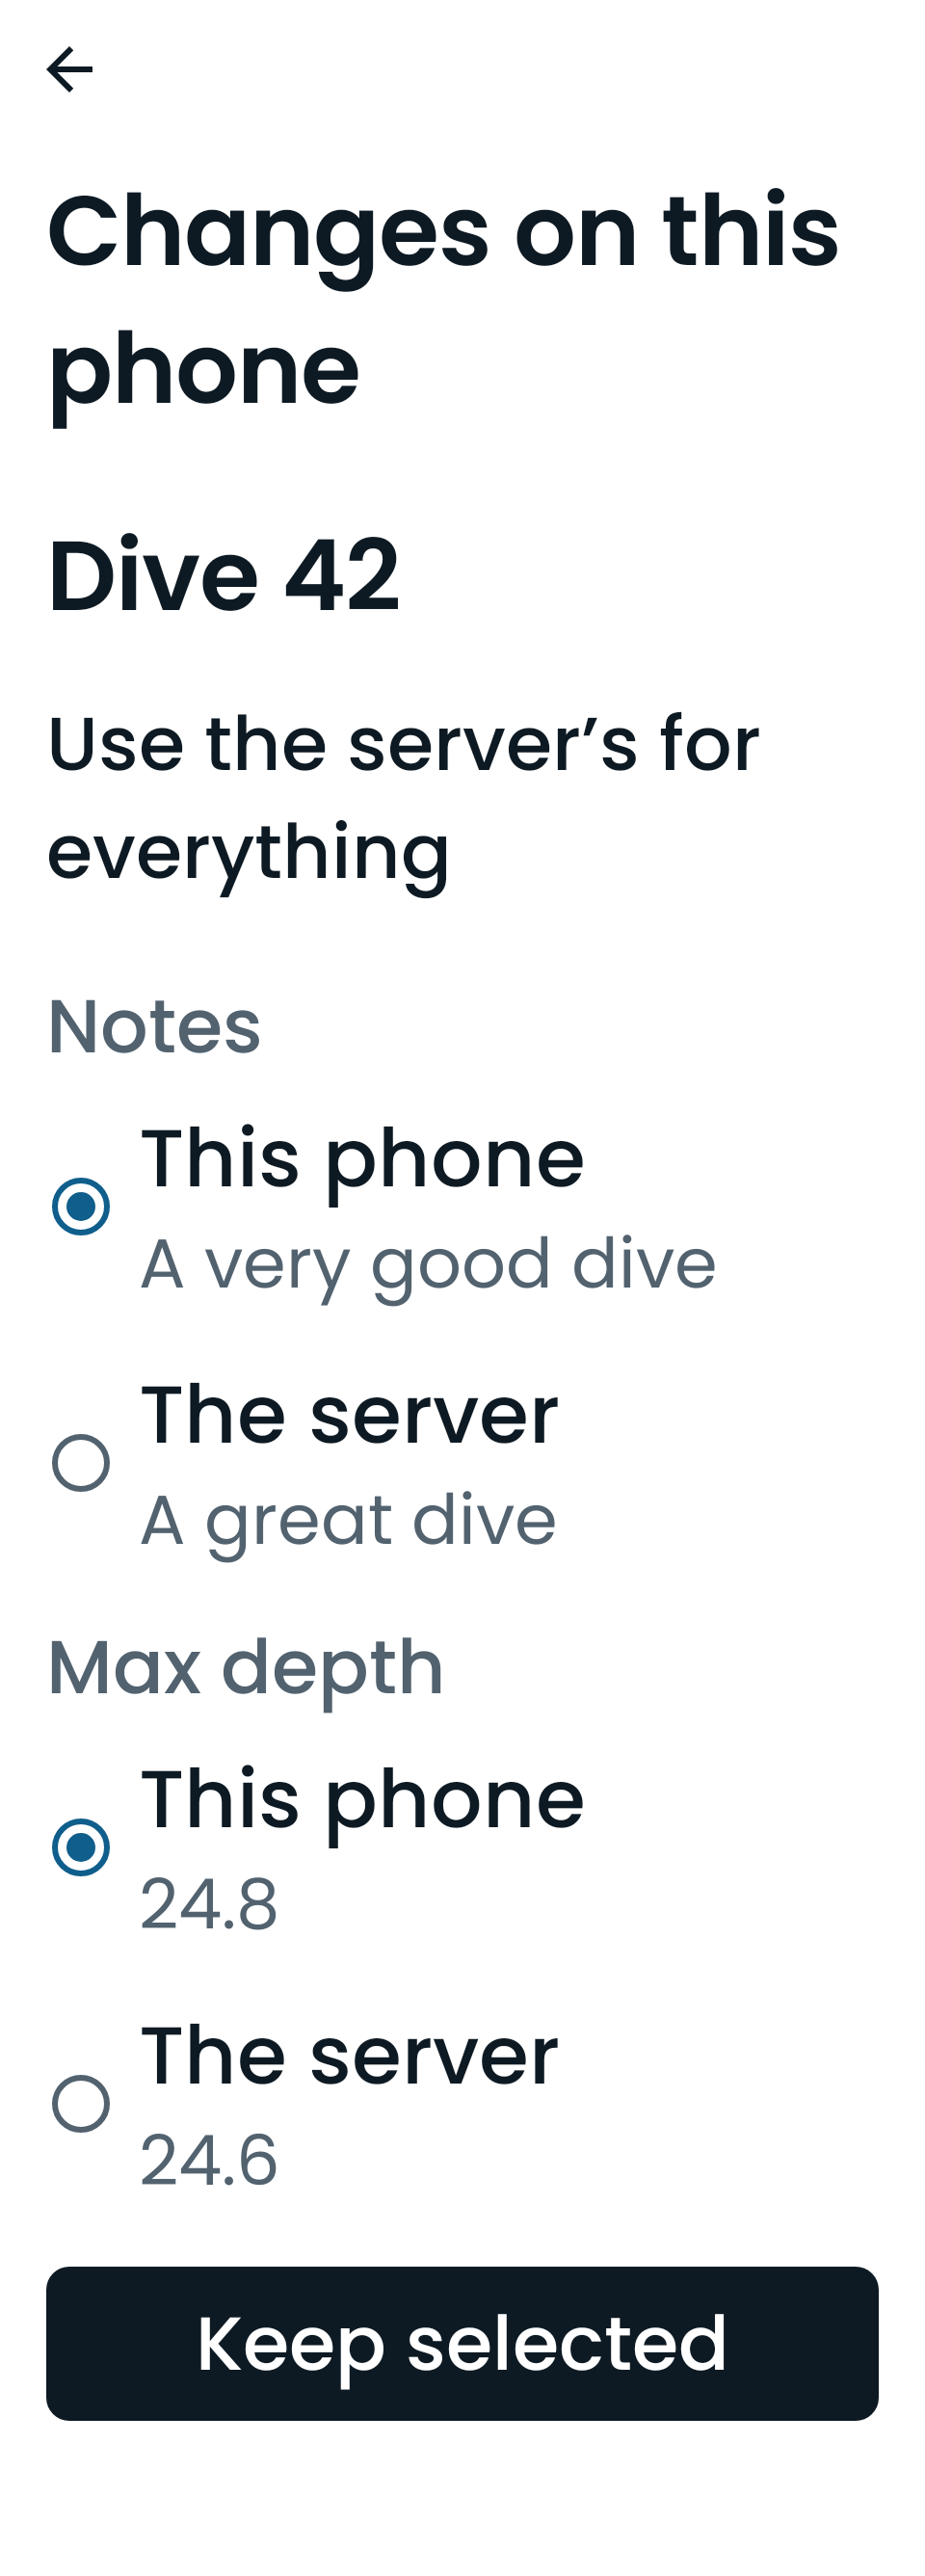 Changes on this
phone
Dive 42
Use the server’s for
everything
Notes
This phone
A very good dive
The server
A great dive
Max depth
This phone
24.8
The server
24.6
Keep selected